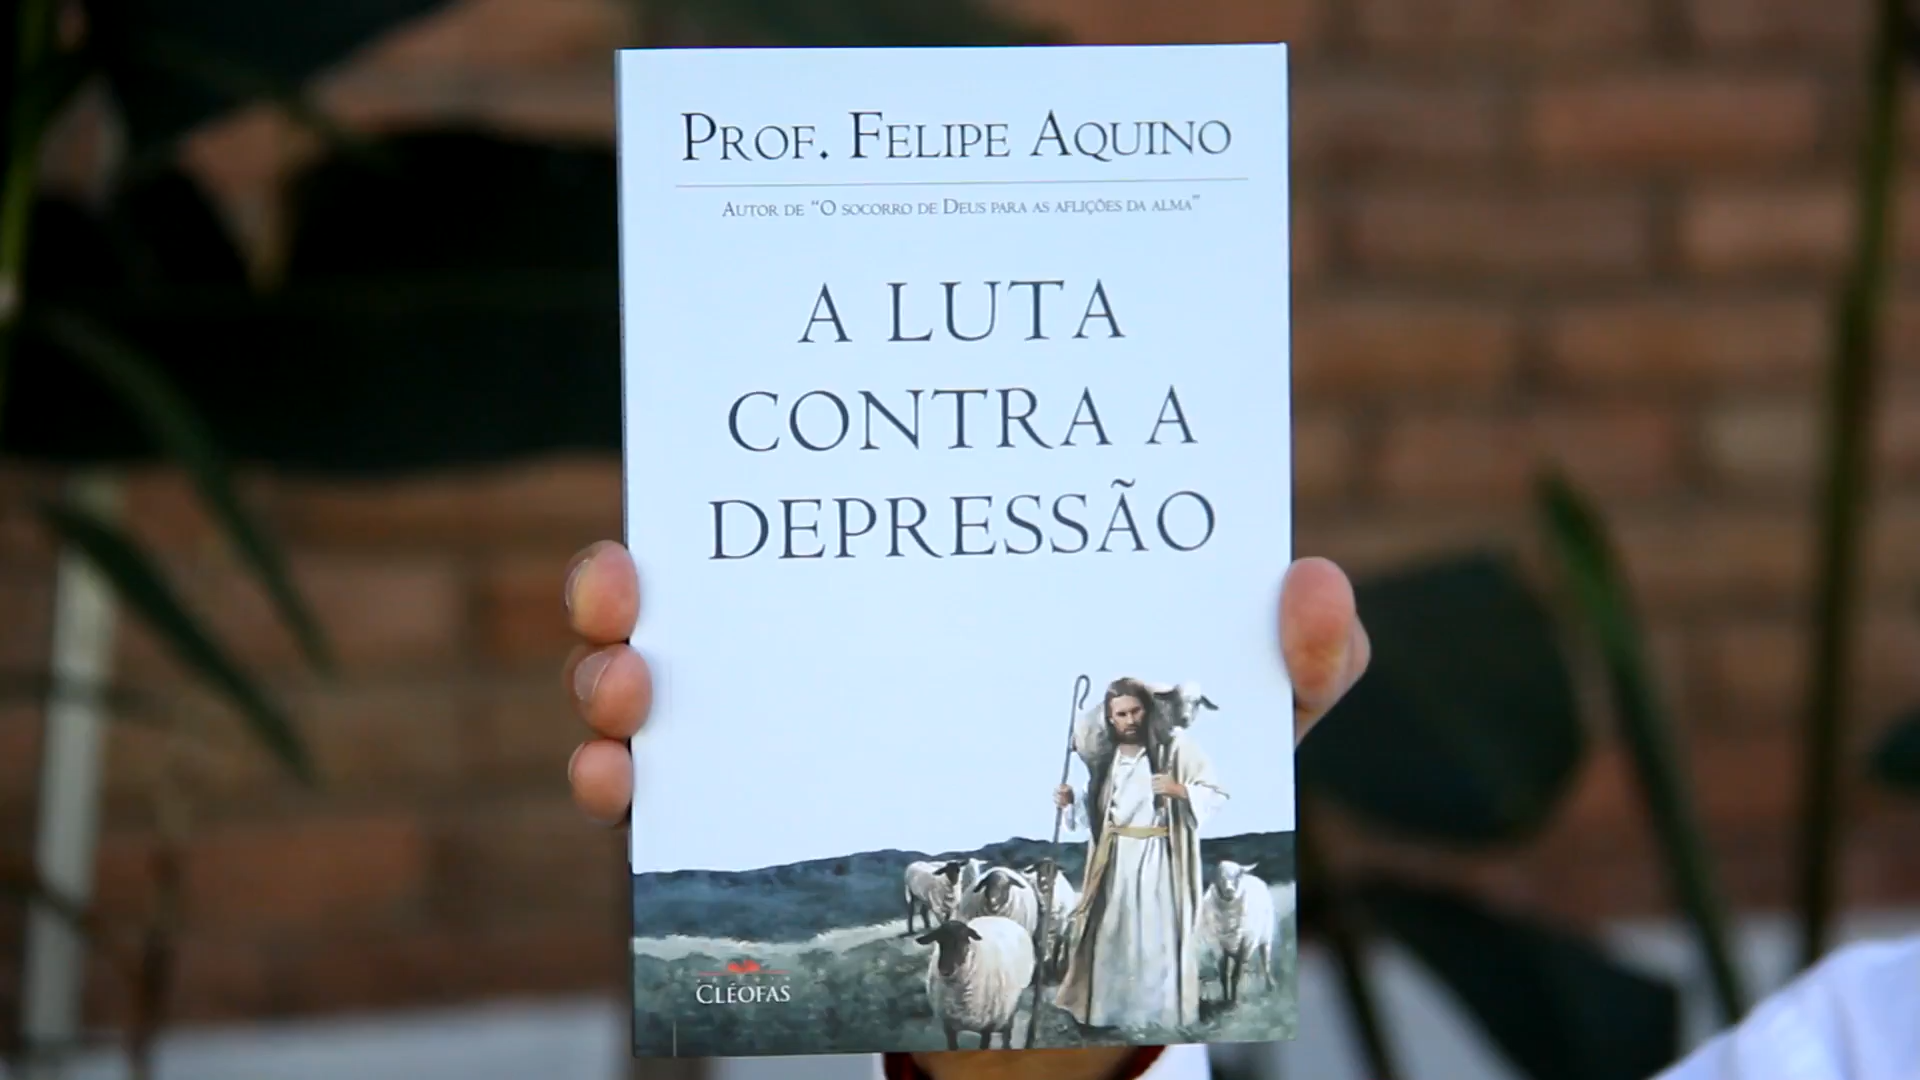 PROF. FELIPE AQUINO
AUTOR DE "O SOCORRO DE DEUS PARA AS AFLIÇÕES DA ALMA"
A LUTA
CONTRA A
DEPRESSÃO
CLÉOFAS